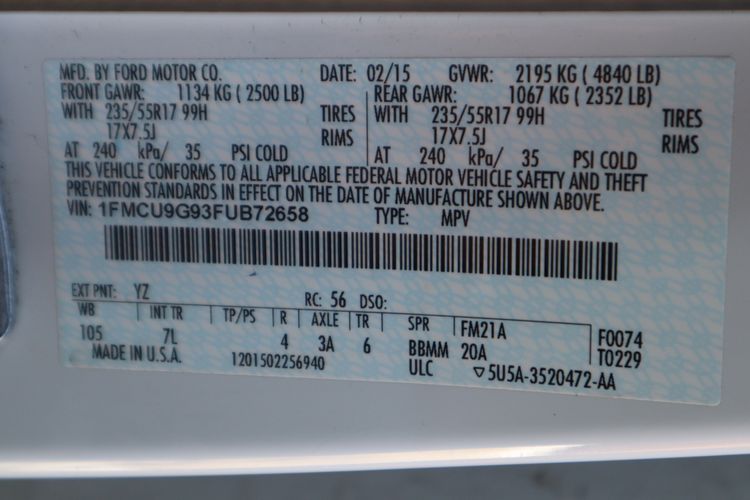 MFD. BY FORD MOTOR CO. DATE: 02/15 GVWR: 2195 KG ( 4840 LB)
FRONT GAWR: 1134 KG ( 2500 LB) REAR GAWR: 1067 KG ( 2352 LB)
WITH 235/55R17 99H TIRES WITH 235/55R17 99H TIRES
17X7.5J RIMS 17X7.5J RIMS
AT 240 kPa/ 35 PSI COLD AT 240 kPa/ 35 PSI COLD
THIS VEHICLE CONFORMS TO ALL APPLICABLE FEDERAL MOTOR VEHICLE SAFETY AND THEFT
PREVENTION STANDARDS IN EFFECT ON THE DATE OF MANUFACTURE SHOWN ABOVE.
VIN: 1FMCU9G93FUB72658 TYPE: MPV
EXT PNT: YZ RC: 56 DSO:
WB INT TR TP/PS R AXLE TR SPR FM21A F0074
105 7L 4 3A 6 BBMM 20A T0229
MADE IN U.S.A. 1201502256940 ULC ▽5U5A-3520472-AA